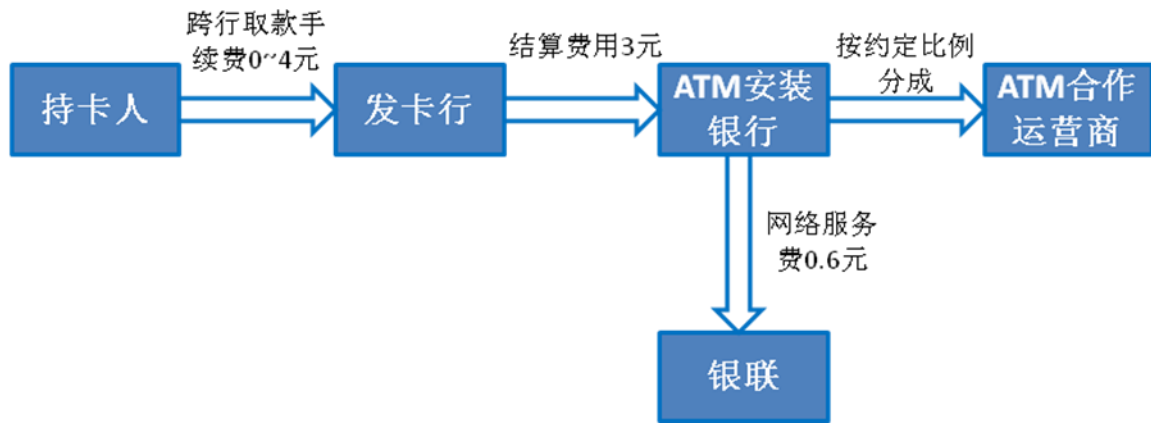 跨行取款手
续费0~4元
结算费用3元
按约定比例
分成
持卡人
发卡行
ATM安装
银行
ATM合作
运营商
网络服务
费0.6元
银联